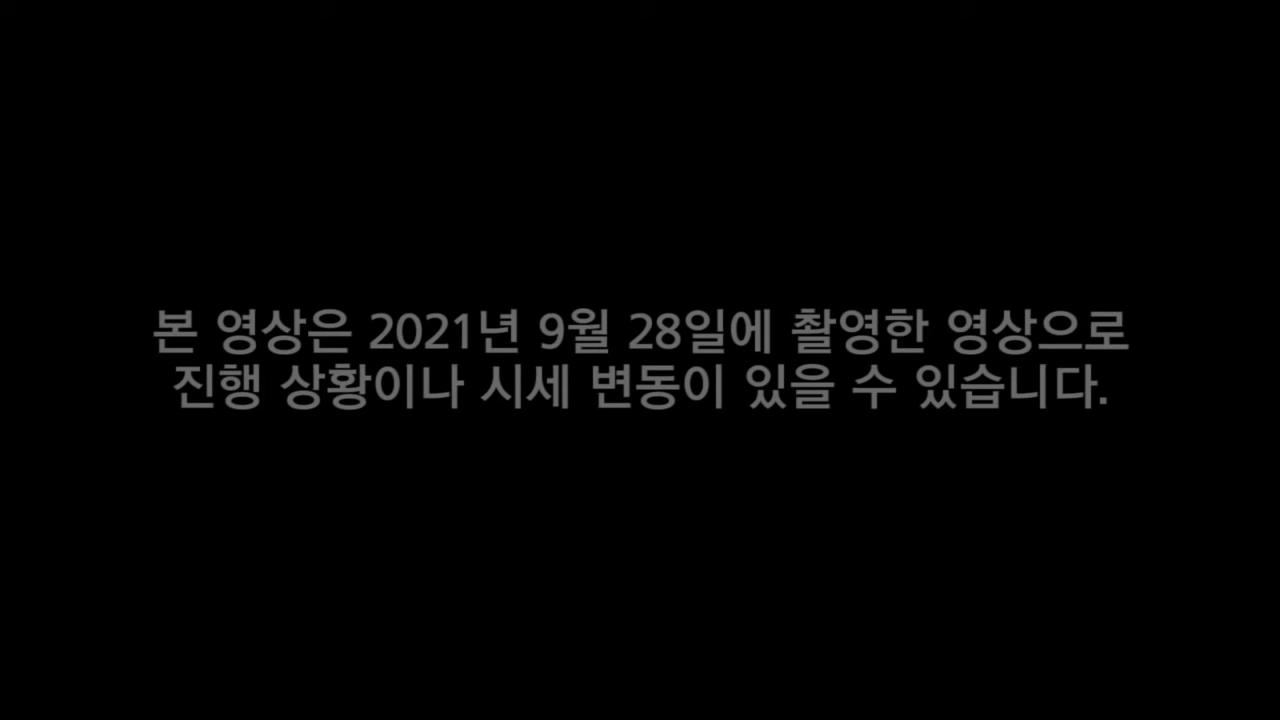 본 영상은 2021년 9월 28일에 촬영한 영상으로
진행 상황이나 시세 변동이 있을 수 있습니다.